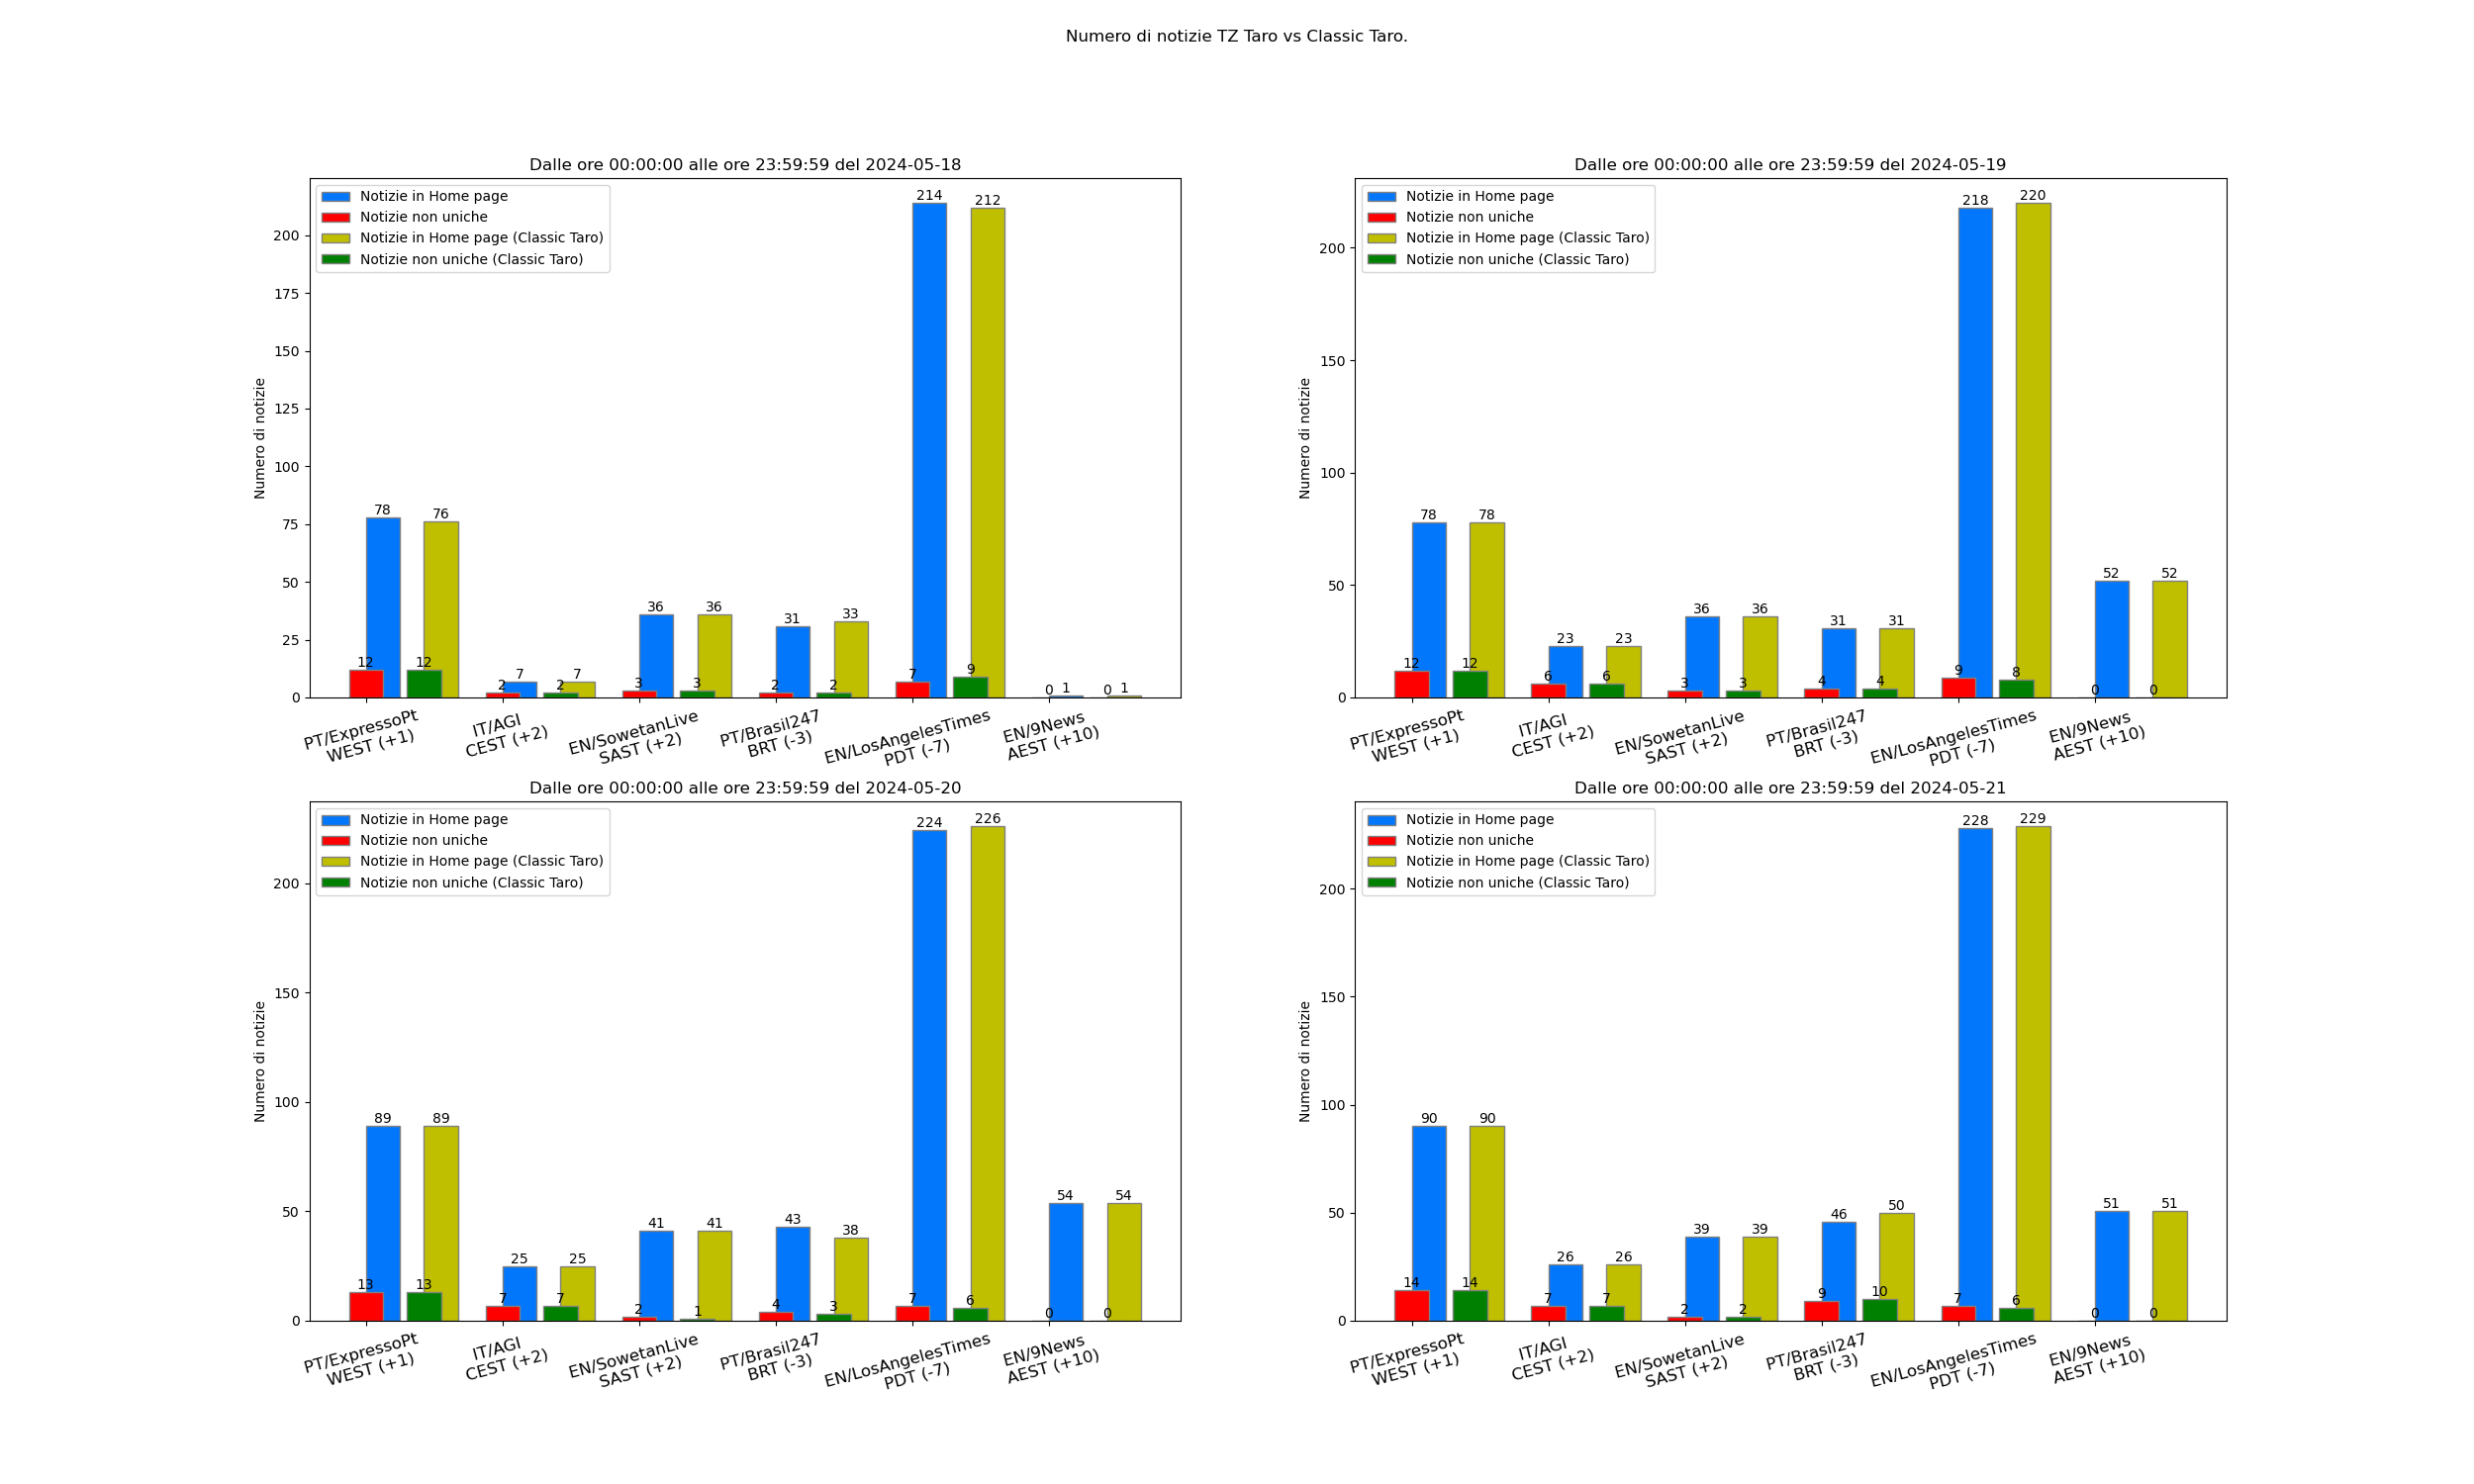 Numero di notizie TZ Taro vs Classic Taro.
Dalle ore 00:00:00 alle ore 23:59:59 del 2024-05-18
Numero di notizie
200
175
150
125
100
75
50
25
0
Notizie in Home page
Notizie non uniche
Notizie in Home page (Classic Taro)
Notizie non uniche (Classic Taro)
12 78 12 76
2 7 2 7
3 36 3 36
2 31 2 33
7 214 9 212
0 1 0 1
PT/ExpressoPt
WEST (+1)
IT/AGI
CEST (+2)
EN/SowetanLive
SAST (+2)
PT/Brasil247
BRT (-3)
EN/LosAngelesTimes
PDT (-7)
EN/9News
AEST (+10)
Dalle ore 00:00:00 alle ore 23:59:59 del 2024-05-19
Numero di notizie
200
150
100
50
0
Notizie in Home page
Notizie non uniche
Notizie in Home page (Classic Taro)
Notizie non uniche (Classic Taro)
12 78 12 78
6 23 6 23
3 36 3 36
4 31 4 31
9 218 8 220
0 52 0 52
PT/ExpressoPt
WEST (+1)
IT/AGI
CEST (+2)
EN/SowetanLive
SAST (+2)
PT/Brasil247
BRT (-3)
EN/LosAngelesTimes
PDT (-7)
EN/9News
AEST (+10)
Dalle ore 00:00:00 alle ore 23:59:59 del 2024-05-20
Numero di notizie
200
150
100
50
0
Notizie in Home page
Notizie non uniche
Notizie in Home page (Classic Taro)
Notizie non uniche (Classic Taro)
13 89 13 89
7 25 7 25
2 41 1 41
4 43 3 38
7 224 6 226
0 54 0 54
PT/ExpressoPt
WEST (+1)
IT/AGI
CEST (+2)
EN/SowetanLive
SAST (+2)
PT/Brasil247
BRT (-3)
EN/LosAngelesTimes
PDT (-7)
EN/9News
AEST (+10)
Dalle ore 00:00:00 alle ore 23:59:59 del 2024-05-21
Numero di notizie
200
150
100
50
0
Notizie in Home page
Notizie non uniche
Notizie in Home page (Classic Taro)
Notizie non uniche (Classic Taro)
14 90 14 90
7 26 7 26
2 39 2 39
9 46 10 50
7 228 6 229
0 51 0 51
PT/ExpressoPt
WEST (+1)
IT/AGI
CEST (+2)
EN/SowetanLive
SAST (+2)
PT/Brasil247
BRT (-3)
EN/LosAngelesTimes
PDT (-7)
EN/9News
AEST (+10)